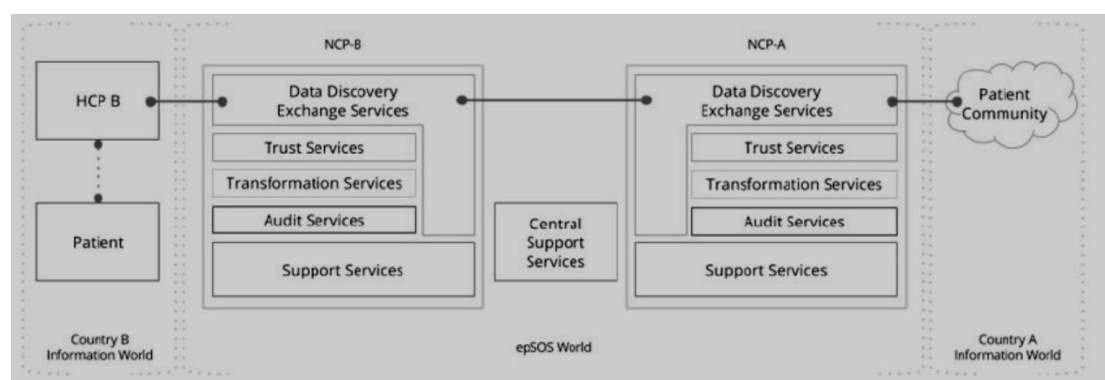 NCP-B
NCP-A
HCP B
Data Discovery
Exchange Services
Data Discovery
Exchange Services
Patient
Community
Trust Services
Trust Services
Transformation Services
Transformation Services
Audit Services
Audit Services
Patient
Central
Support
Services
Support Services
Support Services
Country B
Information World
epSOS World
Country A
Information World